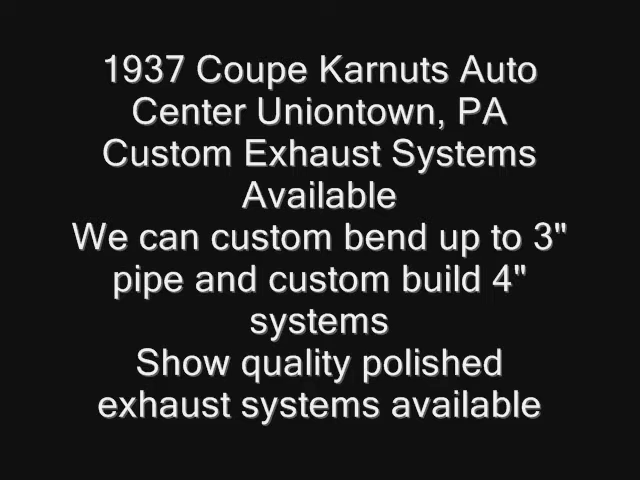 1937 Coupe Karnuts Auto
Center Uniontown, PA
Custom Exhaust Systems
Available
We can custom bend up to 3"
pipe and custom build 4"
systems
Show quality polished
exhaust systems available